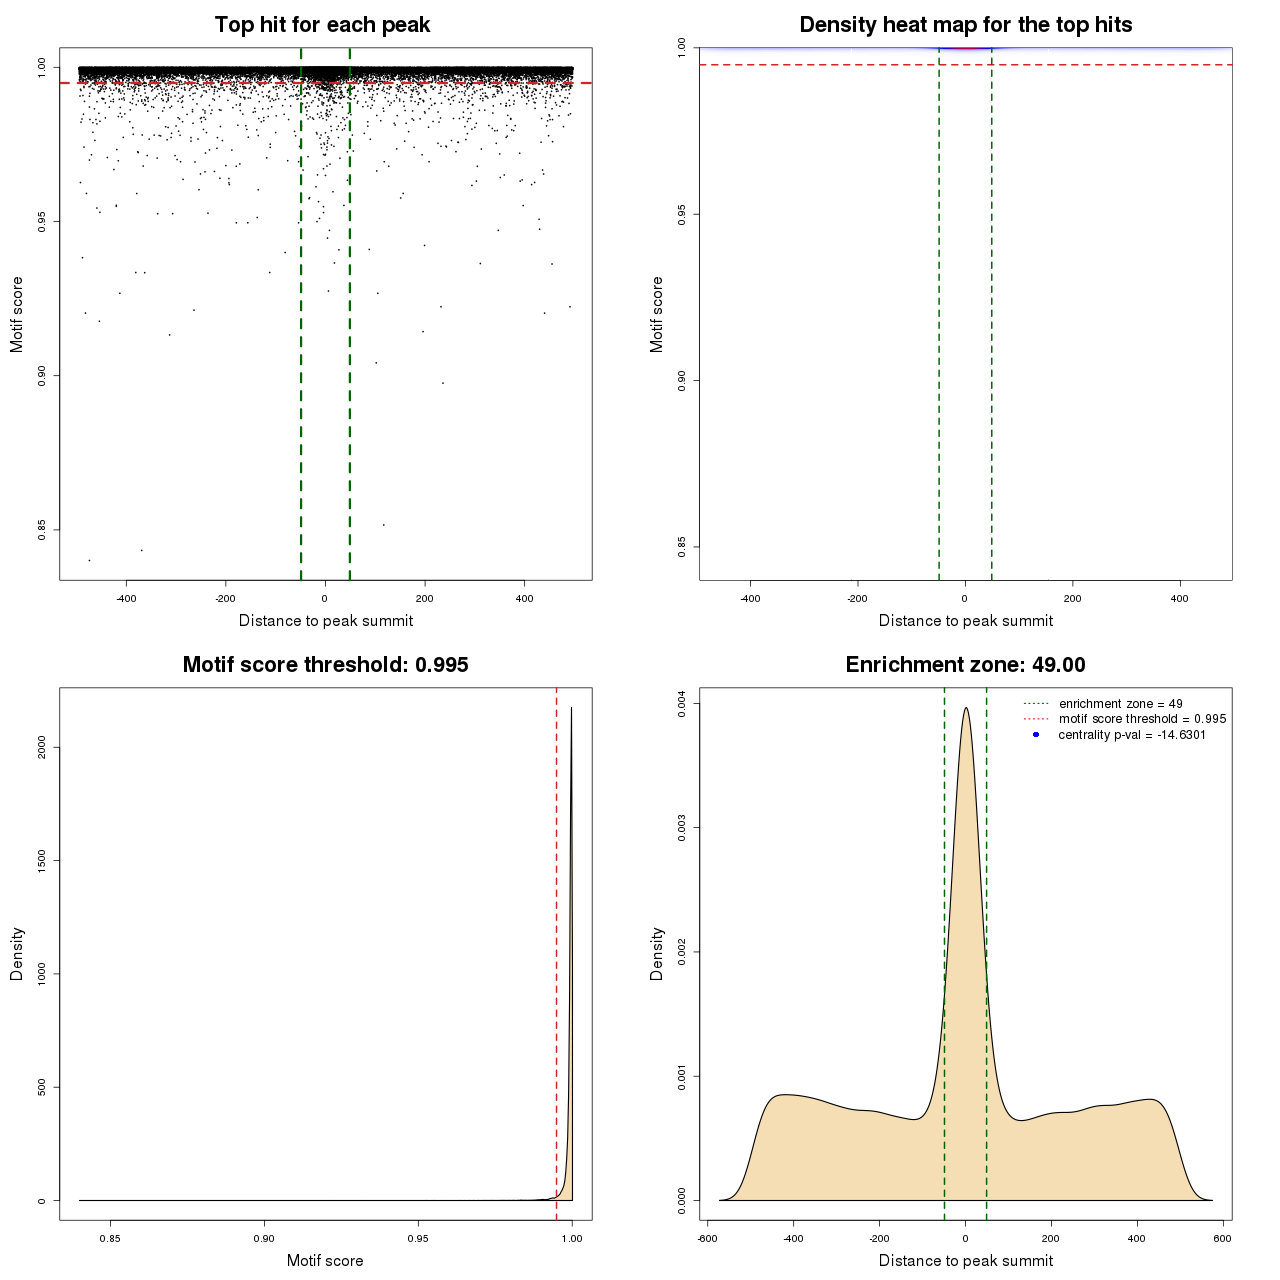 Top hit for each peak
1.00
0.95
0.90
0.85
Motif score
-400
-200
0
200
400
Distance to peak summit
Density heat map for the top hits
1.00
0.95
0.90
0.85
Motif score
-400
-200
0
200
400
Distance to peak summit
Motif score threshold: 0.995
2000
1500
1000
500
0
Density
0.85
0.90
0.95
1.00
Motif score
Enrichment zone: 49.00
enrichment zone = 49
motif score threshold = 0.995
centrality p-val = -14.6301
0.004
0.003
0.002
0.001
0.000
Density
-600
-400
-200
0
200
400
600
Distance to peak summit